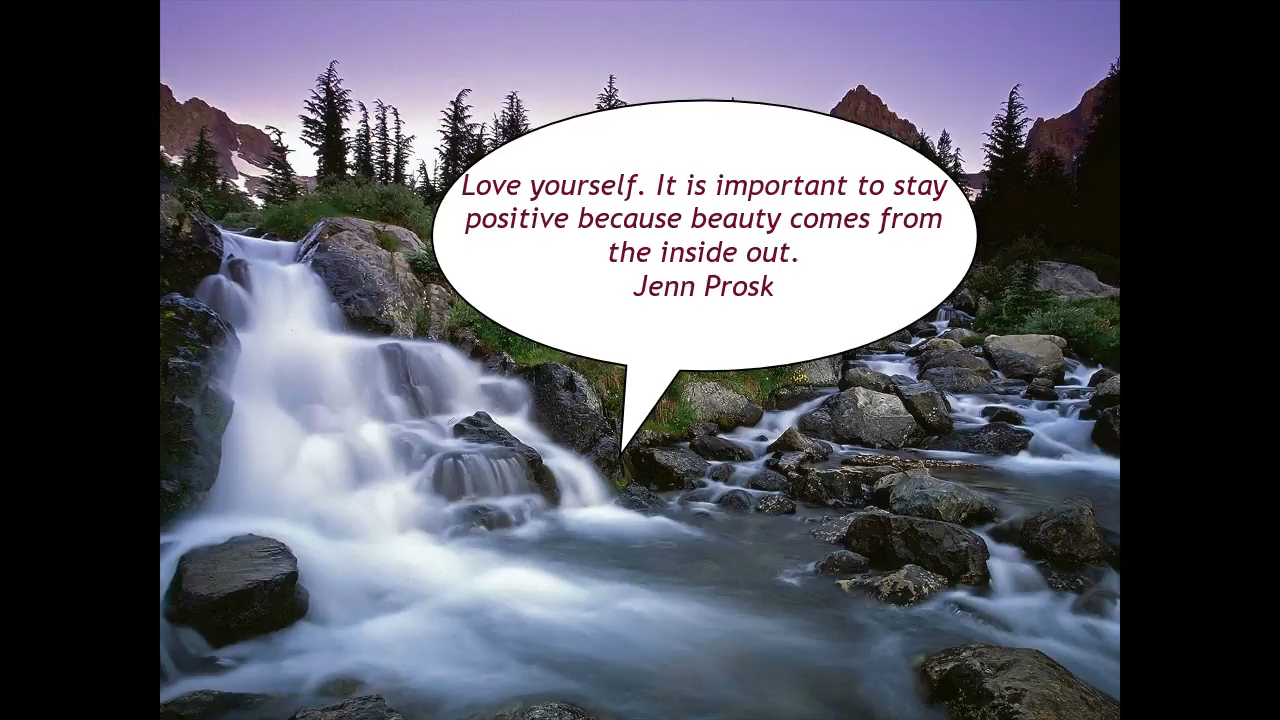 Love yourself. It is important to stay
positive because beauty comes from
the inside out.
Jenn Prosk